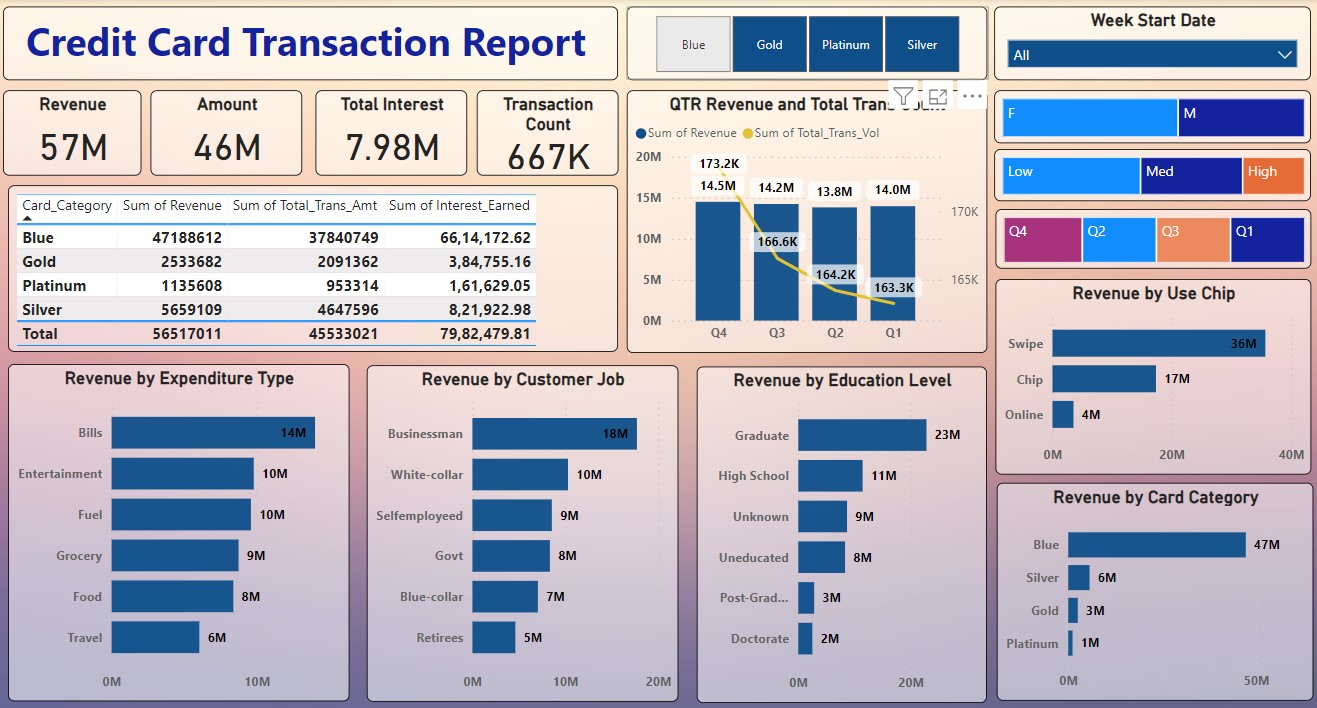 Credit Card Transaction Report
Blue
Gold
Platinum
Silver
Week Start Date
All
Revenue
57M
Amount
46M
Total Interest
7.98M
Transaction
Count
667K
QTR Revenue and Total Trans Count
Sum of Revenue
Sum of Total_Trans_Vol
20M
15M
10M
5M
0M
170K
165K
173.2K
14.5M
14.2M
13.8M
14.0M
166.6K
164.2K
163.3K
Q4
Q3
Q2
Q1
F
M
Low
Med
High
Q4
Q2
Q3
Q1
Card_Category Sum of Revenue Sum of Total_Trans_Amt Sum of Interest_Earned
Blue 47188612 37840749 66,14,172.62
Gold 2533682 2091362 3,84,755.16
Platinum 1135608 953314 1,61,629.05
Silver 5659109 4647596 8,21,922.98
Total 56517011 45533021 79,82,479.81
Revenue by Use Chip
Swipe 36M
Chip 17M
Online 4M
0M 20M 40M
Revenue by Expenditure Type
Bills 14M
Entertainment 10M
Fuel 10M
Grocery 9M
Food 8M
Travel 6M
0M 10M
Revenue by Customer Job
Businessman 18M
White-collar 10M
Selfemployeed 9M
Govt 8M
Blue-collar 7M
Retirees 5M
0M 10M 20M
Revenue by Education Level
Graduate 23M
High School 11M
Unknown 9M
Uneducated 8M
Post-Grad... 3M
Doctorate 2M
0M 20M
Revenue by Card Category
Blue 47M
Silver 6M
Gold 3M
Platinum 1M
0M 50M